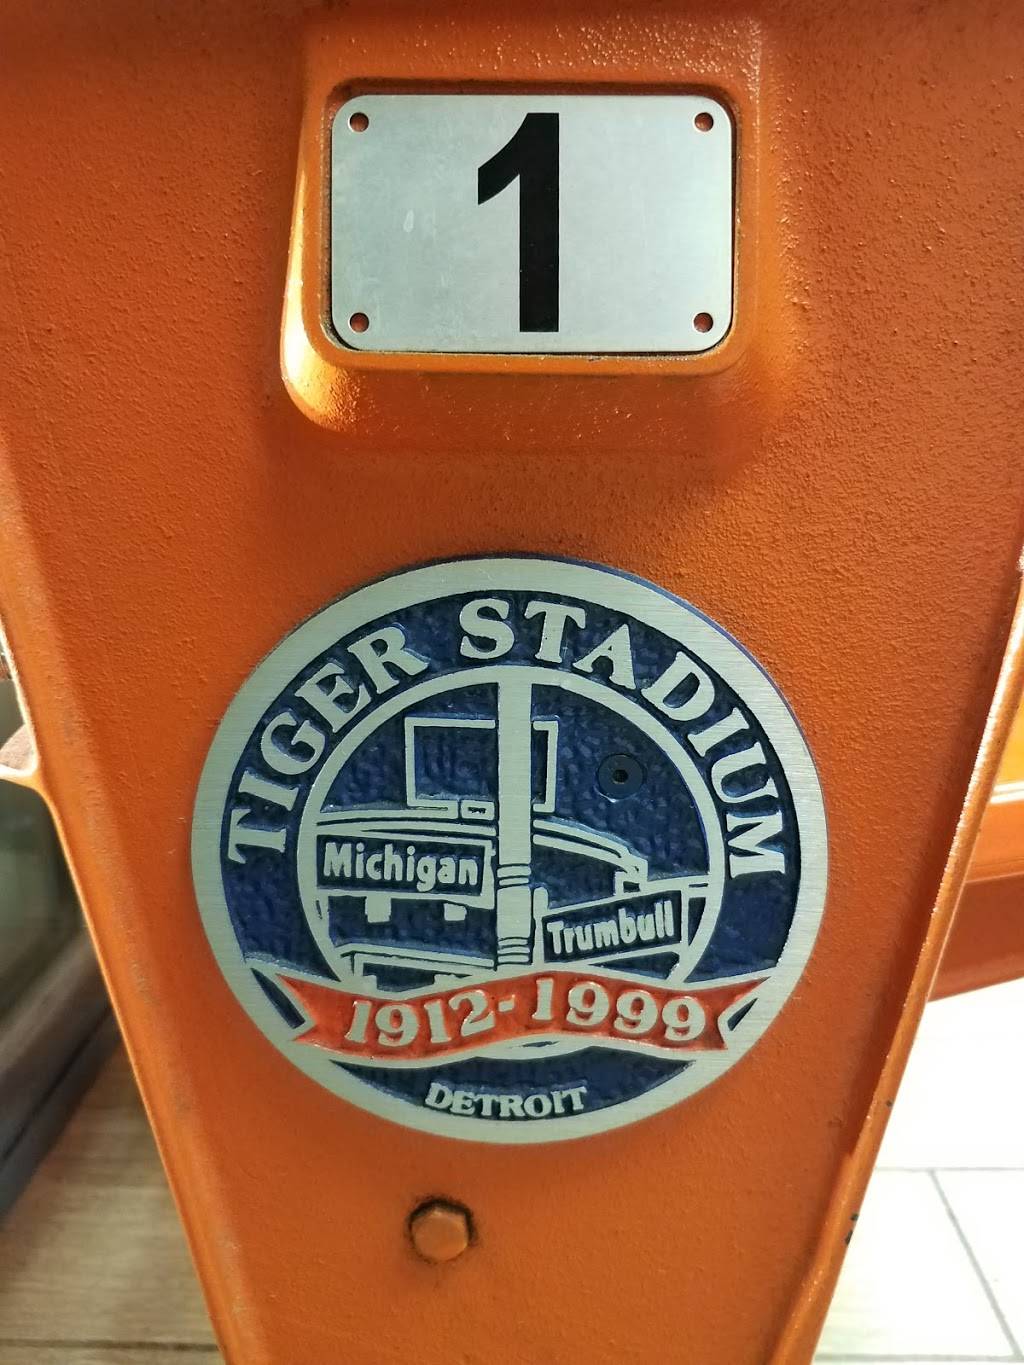 1
TIGER STADIUM
Michigan
Trumbull
1912-1999
DETROIT